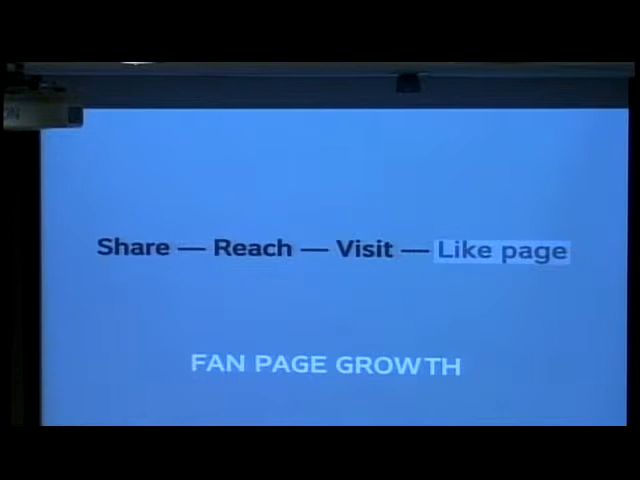 Share — Reach — Visit — Like page
FAN PAGE GROWTH